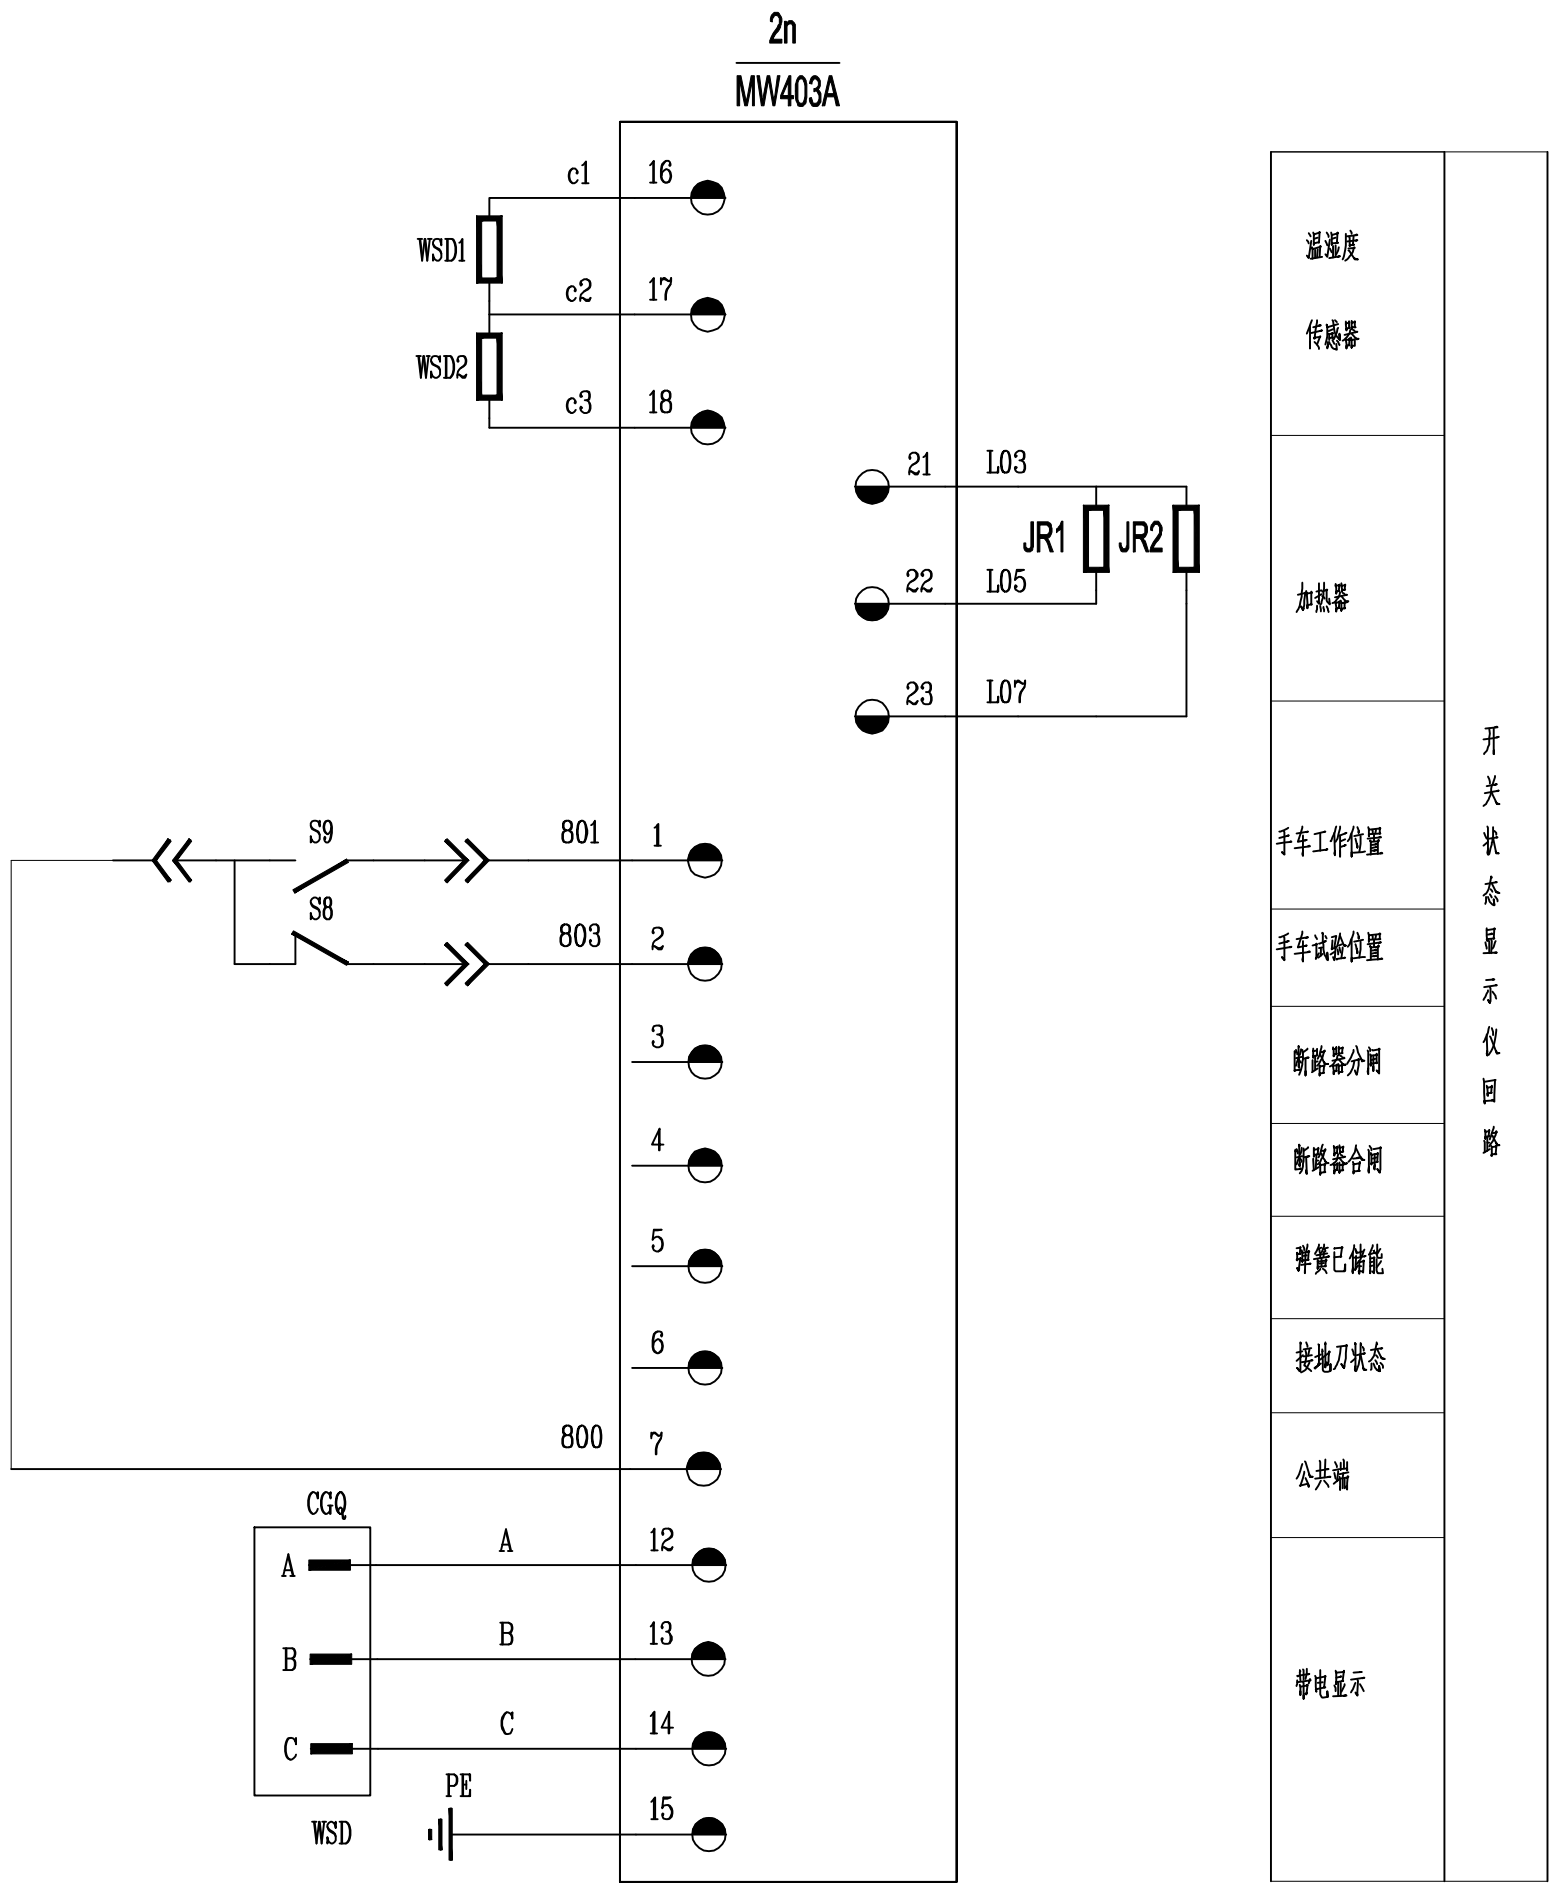 2n
MW403A
c1 16
WSD1
c2 17
WSD2
c3 18
21 L03
JR1 JR2
22 L05
23 L07
S9 801 1
S8 803 2
3
4
5
6
800 7
CGQ
A A 12
B B 13
C C 14
PE 15
WSD
温湿度
传感器
加热器
手车工作位置
手车试验位置
断路器分闸
断路器合闸
弹簧已储能
接地刀状态
公共端
带电显示
开关状态显示仪回路